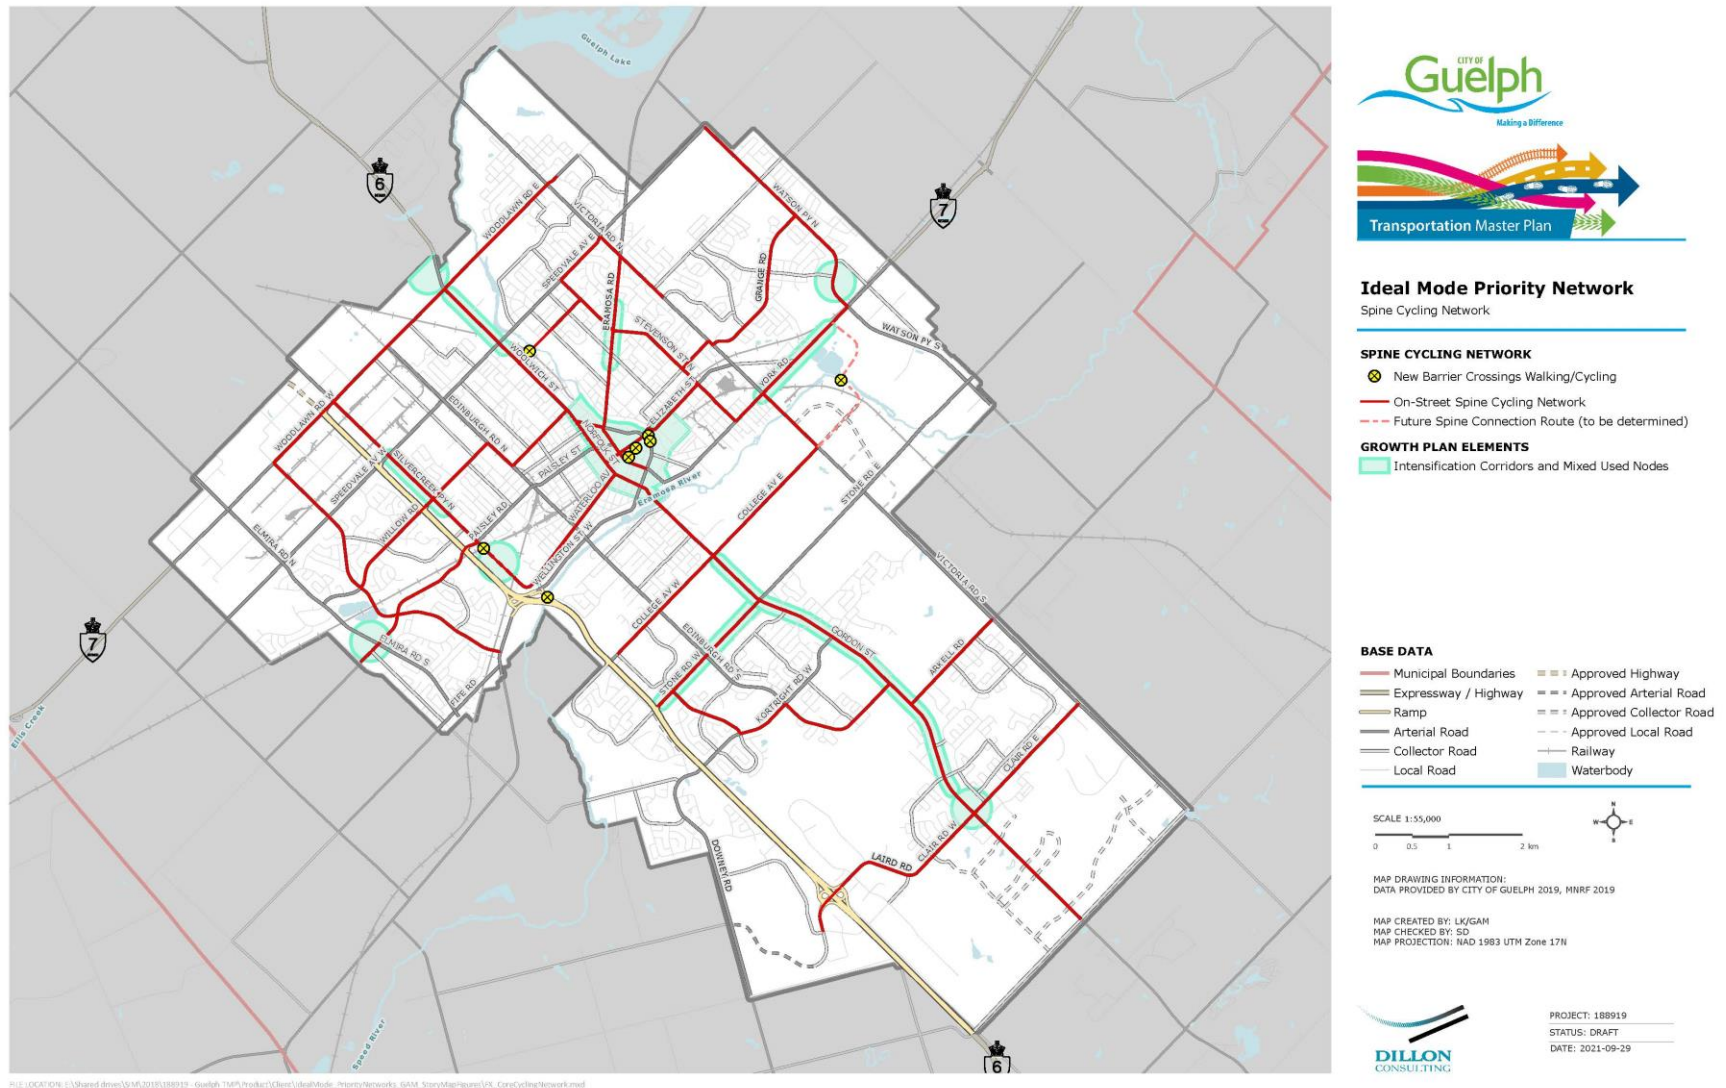 Guelph Lake
6
7
WOODLAWN RD E
VICTORIA RD N
WATSON PY N
SPEEDVALE AV E
ERAMOSA RD
GRANGE RD
WATSON PY S
STEVENSON ST N
WOOLWICH ST
YORK RD
ELIZABETH ST
EDINBURGH RD N
NORFOLK ST
WOODLAWN RD W
PAISLEY ST
SPEEDVALE AV W
SILVERCREEK PY N
WATERLOO AV
Eramosa River
COLLEGE AV E
STONE RD E
WILLOW RD
PAISLEY RD
ELMIRA RD N
WELLINGTON ST W
VICTORIA RD S
COLLEGE AV W
7
ELMIRA RD S
EDINBURGH RD S
GORDON ST
ARKELL RD
STONE RD W
FIFE RD
KORTRIGHT RD W
Ellis Creek
CLAIR RD E
CLAIR RD W
LAIRD RD
DOWNEY RD
Speed River
6
CITY OF
Guelph
Making a Difference
Transportation Master Plan
Ideal Mode Priority Network
Spine Cycling Network
SPINE CYCLING NETWORK
New Barrier Crossings Walking/Cycling
On-Street Spine Cycling Network
Future Spine Connection Route (to be determined)
GROWTH PLAN ELEMENTS
Intensification Corridors and Mixed Used Nodes
BASE DATA
Municipal Boundaries
Expressway / Highway
Ramp
Arterial Road
Collector Road
Local Road
Approved Highway
Approved Arterial Road
Approved Collector Road
Approved Local Road
Railway
Waterbody
SCALE 1:55,000
0 0.5 1 2 km
N
W E
S
MAP DRAWING INFORMATION:
DATA PROVIDED BY CITY OF GUELPH 2019, MNRF 2019
MAP CREATED BY: LK/GAM
MAP CHECKED BY: SD
MAP PROJECTION: NAD 1983 UTM Zone 17N
DILLON
CONSULTING
PROJECT: 188919
STATUS: DRAFT
DATE: 2021-09-29